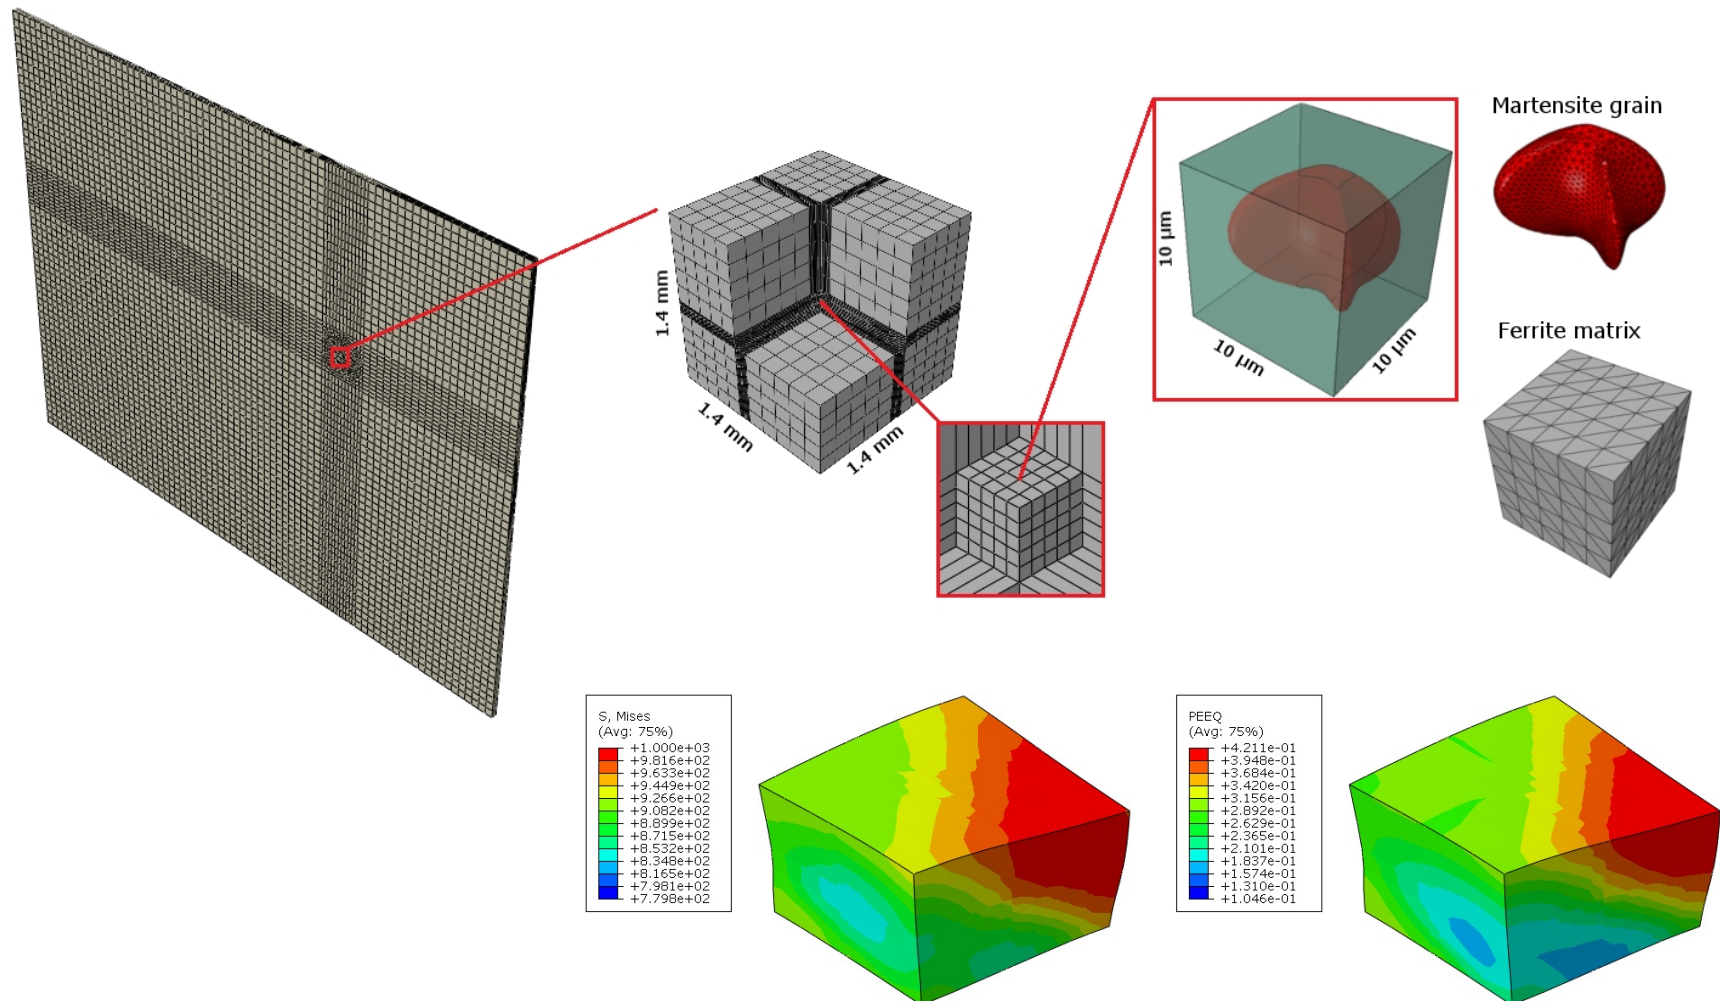 Martensite grain
10 μm
10 μm
10 μm
1.4 mm
1.4 mm
1.4 mm
Ferrite matrix
S, Mises
(Avg: 75%)
+1.000e+03
+9.816e+02
+9.633e+02
+9.449e+02
+9.266e+02
+9.082e+02
+8.899e+02
+8.715e+02
+8.532e+02
+8.348e+02
+8.165e+02
+7.981e+02
+7.798e+02
PEEQ
(Avg: 75%)
+4.211e-01
+3.948e-01
+3.684e-01
+3.420e-01
+3.156e-01
+2.892e-01
+2.629e-01
+2.365e-01
+2.101e-01
+1.837e-01
+1.574e-01
+1.310e-01
+1.046e-01